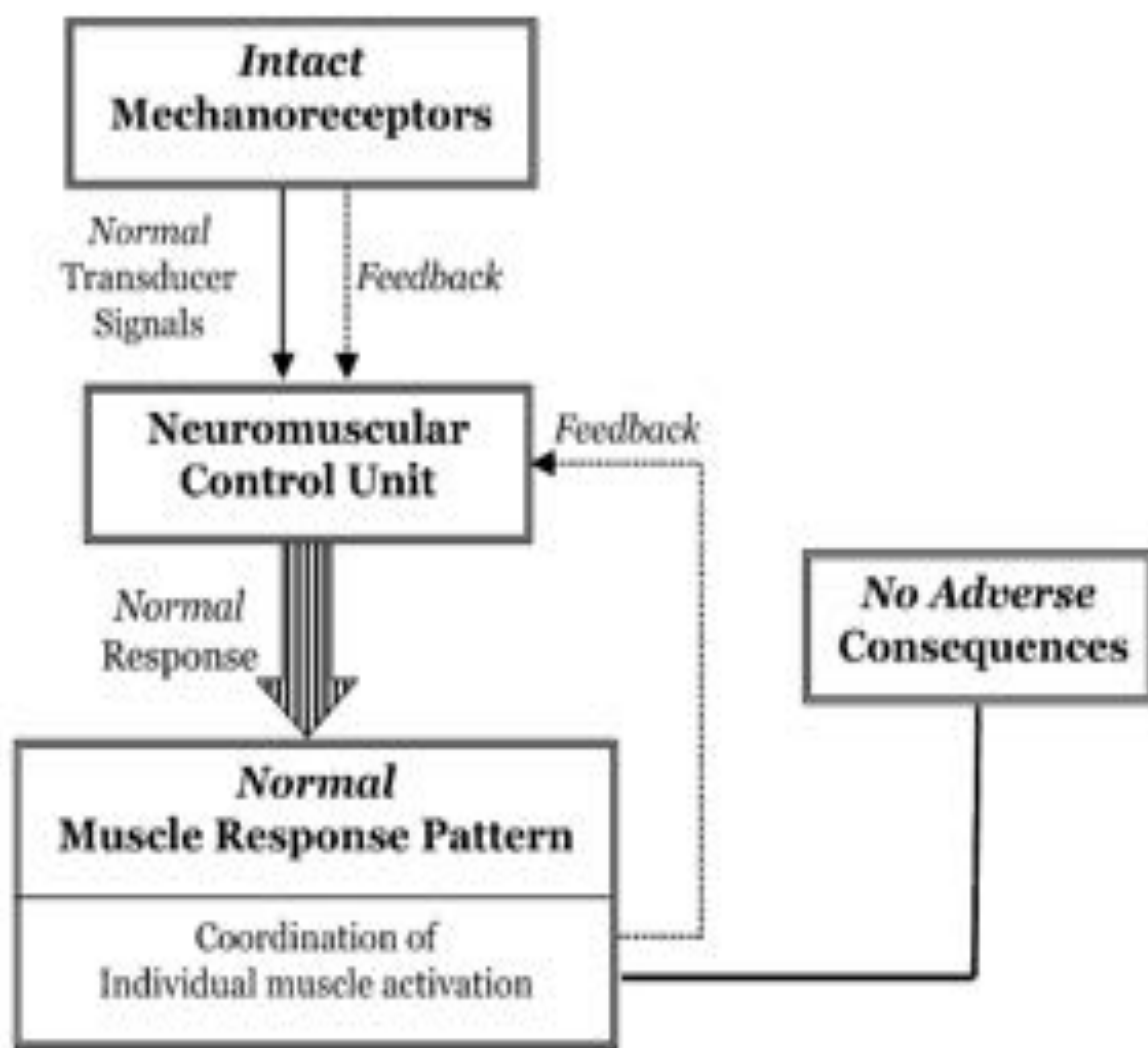 Intact
Mechanoreceptors
Normal
Transducer
Signals
Feedback
Neuromuscular
Control Unit
Feedback
Normal
Response
No Adverse
Consequences
Normal
Muscle Response Pattern
Coordination of
Individual muscle activation